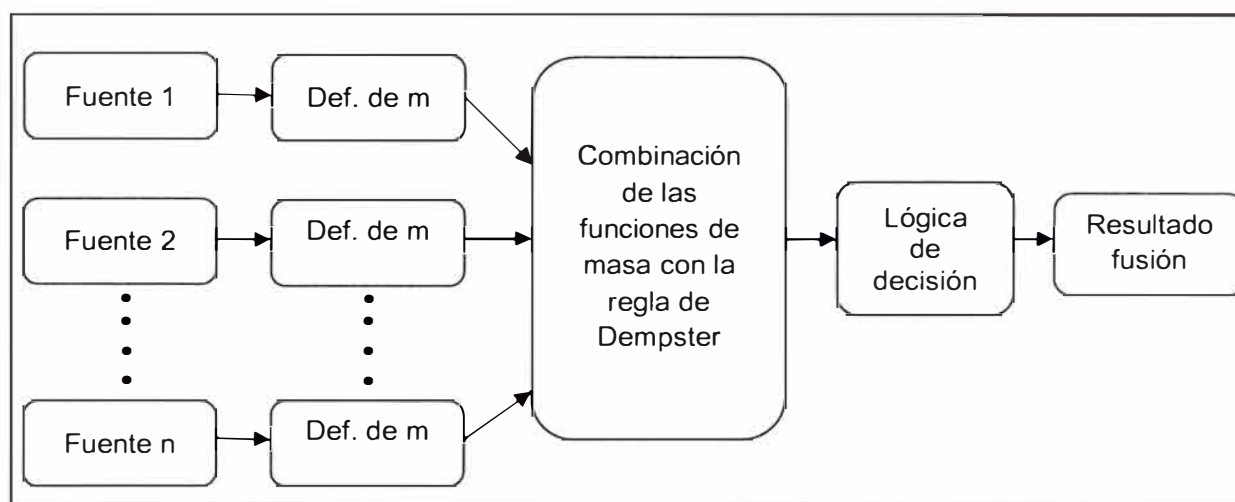 Fuente 1
Def. de m
Fuente 2
Def. de m
Fuente n
Def. de m
Combinación
de las
funciones de
masa con la
regla de
Dempster
Lógica
de
decisión
Resultado
fusión